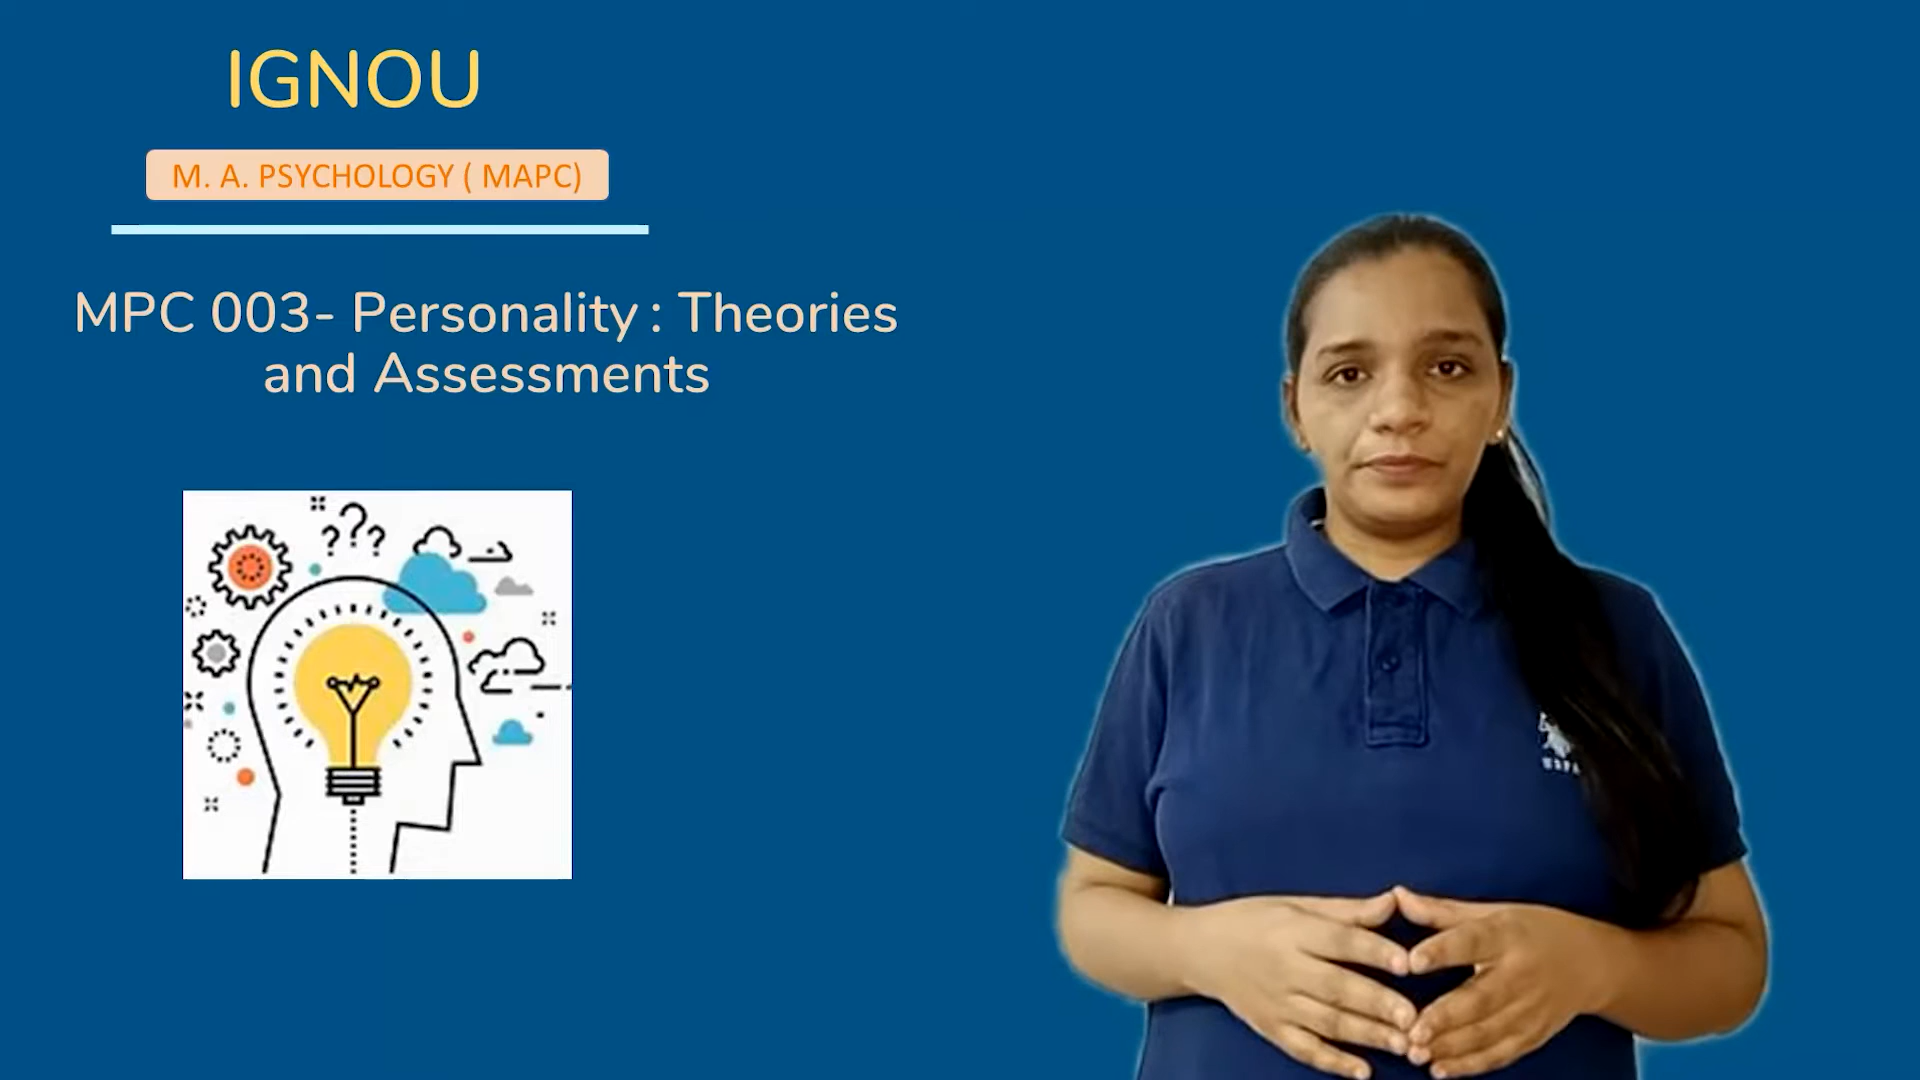 IGNOU
M. A. PSYCHOLOGY ( MAPC)
MPC 003- Personality : Theories
and Assessments
???